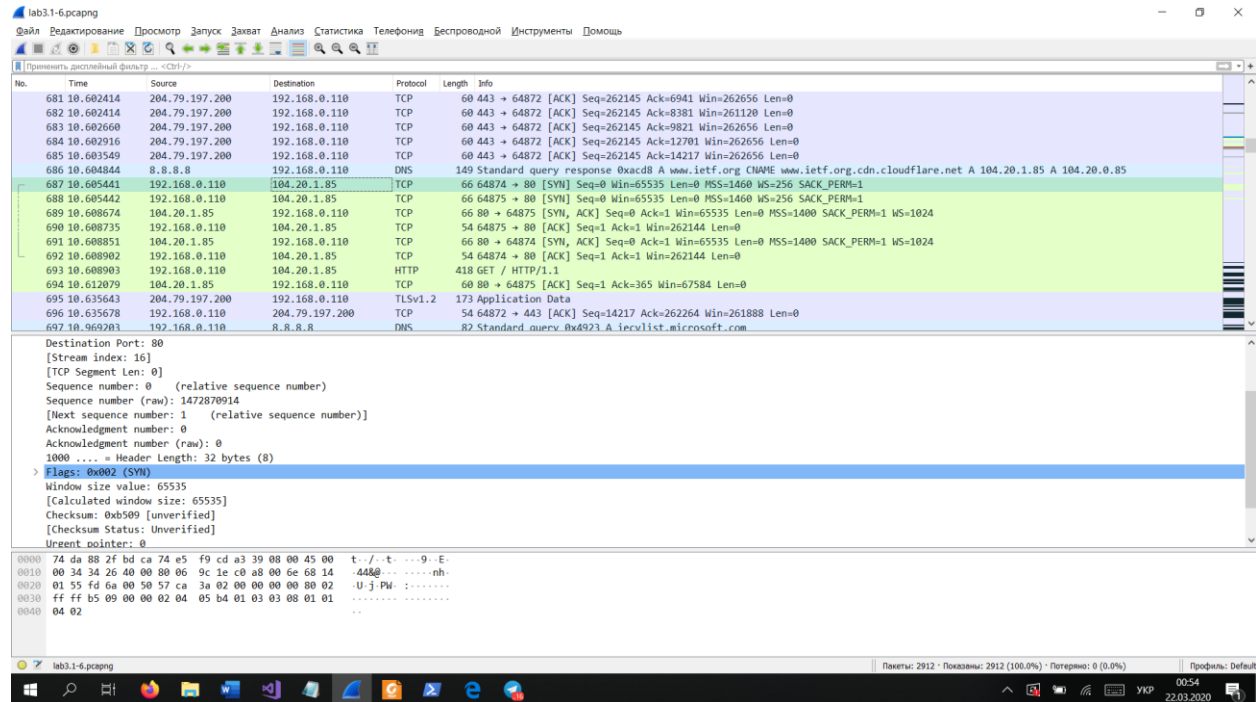 lab3.1-6.pcapng
Файл Редактирование Просмотр Запуск Захват Анализ Статистика Телефония Беспроводной Инструменты Помощь
Применить дисплейный фильтр ... <Ctrl-/>
No. Time Source Destination Protocol Length Info
681 10.602414 204.79.197.200 192.168.0.110 TCP 60 443 → 64872 [ACK] Seq=262145 Ack=6941 Win=262656 Len=0
682 10.602414 204.79.197.200 192.168.0.110 TCP 60 443 → 64872 [ACK] Seq=262145 Ack=8381 Win=261120 Len=0
683 10.602660 204.79.197.200 192.168.0.110 TCP 60 443 → 64872 [ACK] Seq=262145 Ack=9821 Win=262656 Len=0
684 10.602916 204.79.197.200 192.168.0.110 TCP 60 443 → 64872 [ACK] Seq=262145 Ack=12701 Win=262656 Len=0
685 10.603549 204.79.197.200 192.168.0.110 TCP 60 443 → 64872 [ACK] Seq=262145 Ack=14217 Win=262656 Len=0
686 10.604844 8.8.8.8 192.168.0.110 DNS 149 Standard query response 0xacd8 A www.ietf.org CNAME www.ietf.org.cdn.cloudflare.net A 104.20.1.85 A 104.20.0.85
687 10.605441 192.168.0.110 104.20.1.85 TCP 66 64874 → 80 [SYN] Seq=0 Win=65535 Len=0 MSS=1460 WS=256 SACK_PERM=1
688 10.605442 192.168.0.110 104.20.1.85 TCP 66 64875 → 80 [SYN] Seq=0 Win=65535 Len=0 MSS=1460 WS=256 SACK_PERM=1
689 10.608674 104.20.1.85 192.168.0.110 TCP 66 80 → 64875 [SYN, ACK] Seq=0 Ack=1 Win=65535 Len=0 MSS=1400 SACK_PERM=1 WS=1024
690 10.608735 192.168.0.110 104.20.1.85 TCP 54 64875 → 80 [ACK] Seq=1 Ack=1 Win=262144 Len=0
691 10.608851 104.20.1.85 192.168.0.110 TCP 66 80 → 64874 [SYN, ACK] Seq=0 Ack=1 Win=65535 Len=0 MSS=1400 SACK_PERM=1 WS=1024
692 10.608902 192.168.0.110 104.20.1.85 TCP 54 64874 → 80 [ACK] Seq=1 Ack=1 Win=262144 Len=0
693 10.608903 192.168.0.110 104.20.1.85 HTTP 418 GET / HTTP/1.1
694 10.612079 104.20.1.85 192.168.0.110 TCP 60 80 → 64875 [ACK] Seq=1 Ack=365 Win=67584 Len=0
695 10.635643 204.79.197.200 192.168.0.110 TLSv1.2 173 Application Data
696 10.635678 192.168.0.110 204.79.197.200 TCP 54 64872 → 443 [ACK] Seq=14217 Ack=262264 Win=261888 Len=0
697 10.969203 192.168.0.110 8.8.8.8 DNS 82 Standard query 0x4923 A iecvlist.microsoft.com
Destination Port: 80
[Stream index: 16]
[TCP Segment Len: 0]
Sequence number: 0 (relative sequence number)
Sequence number (raw): 1472870914
[Next sequence number: 1 (relative sequence number)]
Acknowledgment number: 0
Acknowledgment number (raw): 0
1000 .... = Header Length: 32 bytes (8)
Flags: 0x002 (SYN)
Window size value: 65535
[Calculated window size: 65535]
Checksum: 0xb509 [unverified]
[Checksum Status: Unverified]
Urgent pointer: 0
0000 74 da 88 2f bd ca 74 e5 f9 cd a3 39 08 00 45 00 t··/··t· ···9··E·
0010 00 34 34 26 40 00 80 06 9c 1e c0 a8 00 6e 68 14 ·44&@··· ·····nh·
0020 01 55 fd 6a 00 50 57 ca 3a 02 00 00 00 00 80 02 ·U·j·PW· :·······
0030 ff ff b5 09 00 00 02 04 05 b4 01 03 03 08 01 01 ········ ········
0040 04 02 ··
lab3.1-6.pcapng Пакеты: 2912 · Показаны: 2912 (100.0%) · Потеряно: 0 (0.0%) Профиль: Default
УКР 00:54
22.03.2020